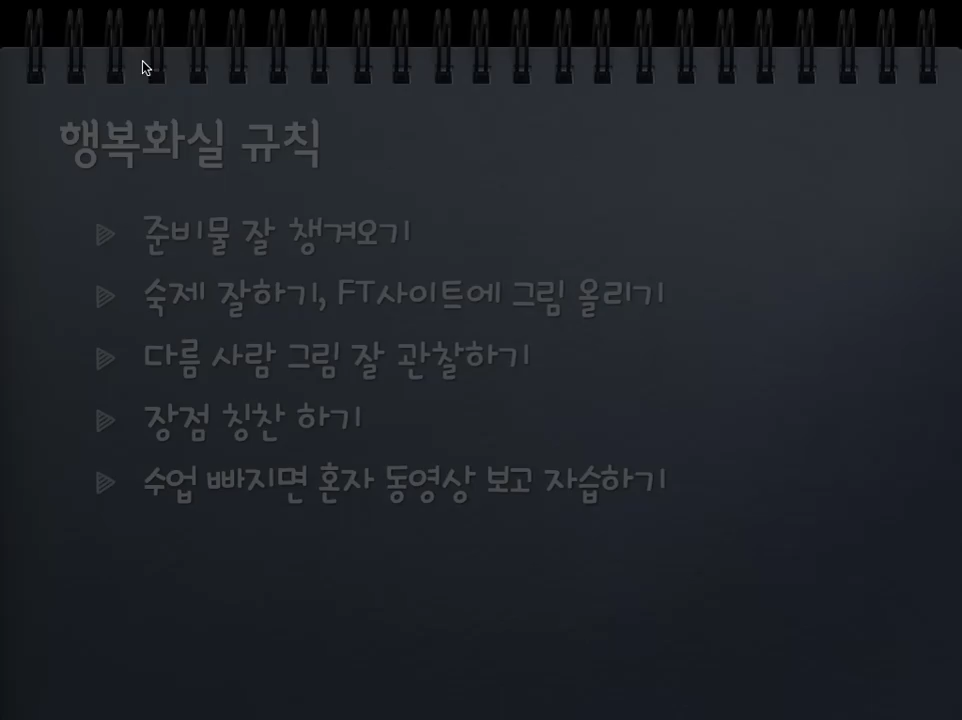 행복화실 규칙
준비물 잘 챙겨오기
숙제 잘하기, FT사이트에 그림 올리기
다름 사람 그림 잘 관찰하기
장점 칭찬 하기
수업 빠지면 혼자 동영상 보고 자습하기